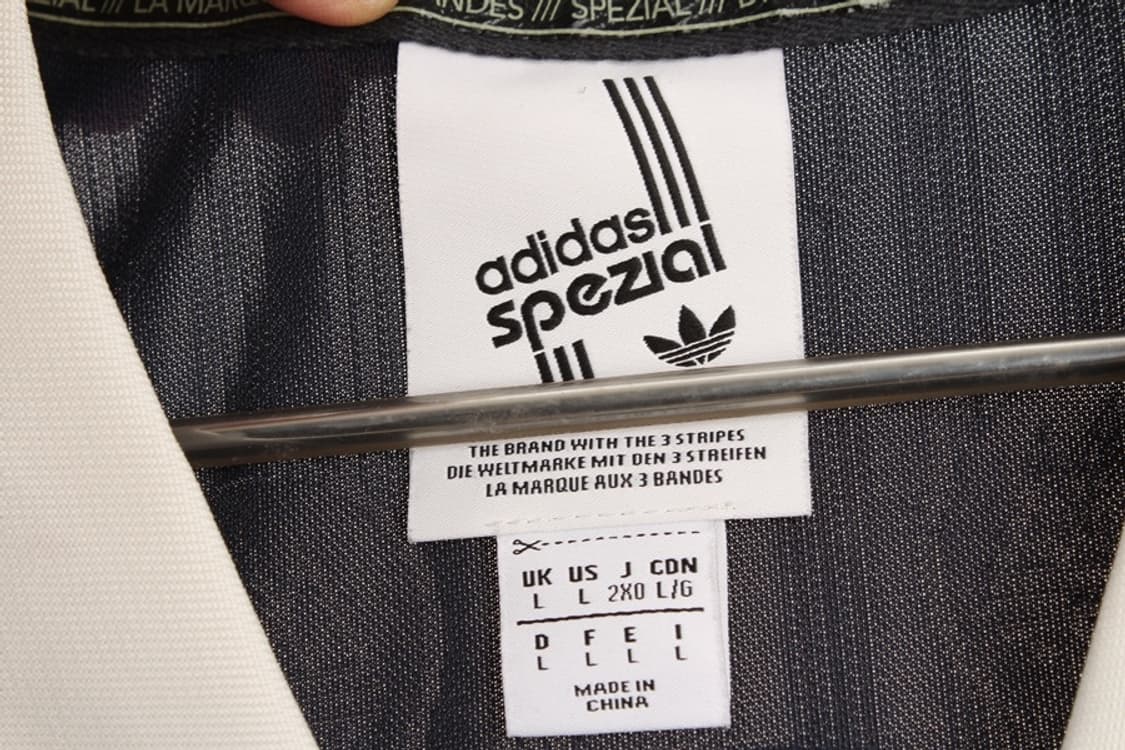 LA MARQ
/// SPEZIAL ///
adidas
spezial
THE BRAND WITH THE 3 STRIPES
DIE WELTMARKE MIT DEN 3 STREIFEN
LA MARQUE AUX 3 BANDES
UK US J CDN
L L 2XO L/G
D F E I
L L L L
MADE IN
CHINA